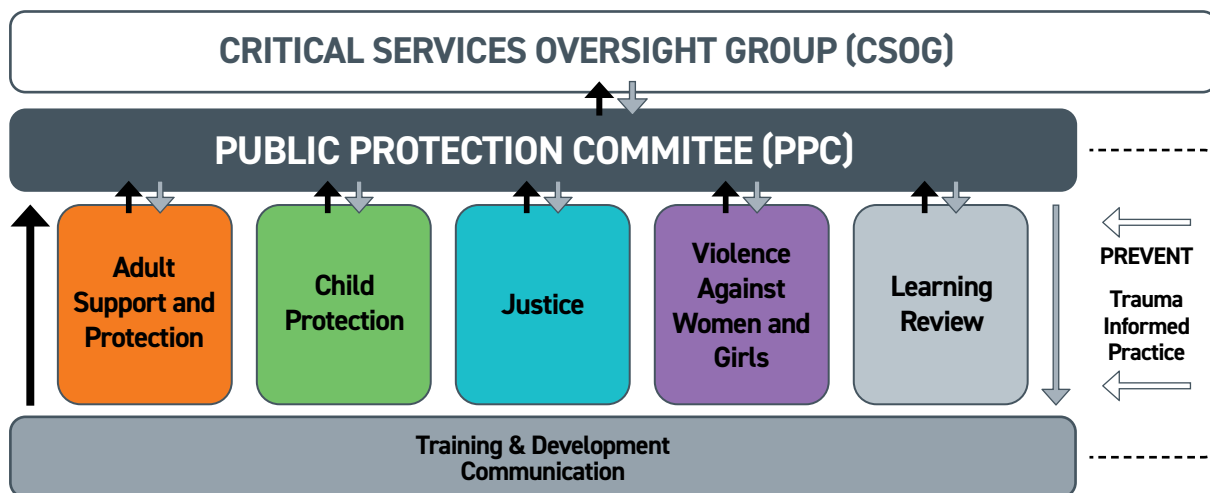 CRITICAL SERVICES OVERSIGHT GROUP (CSOG)
PUBLIC PROTECTION COMMITEE (PPC)
Adult
Support and
Protection
Child
Protection
Justice
Violence
Against
Women and
Girls
Learning
Review
PREVENT
Trauma
Informed
Practice
Training & Development
Communication